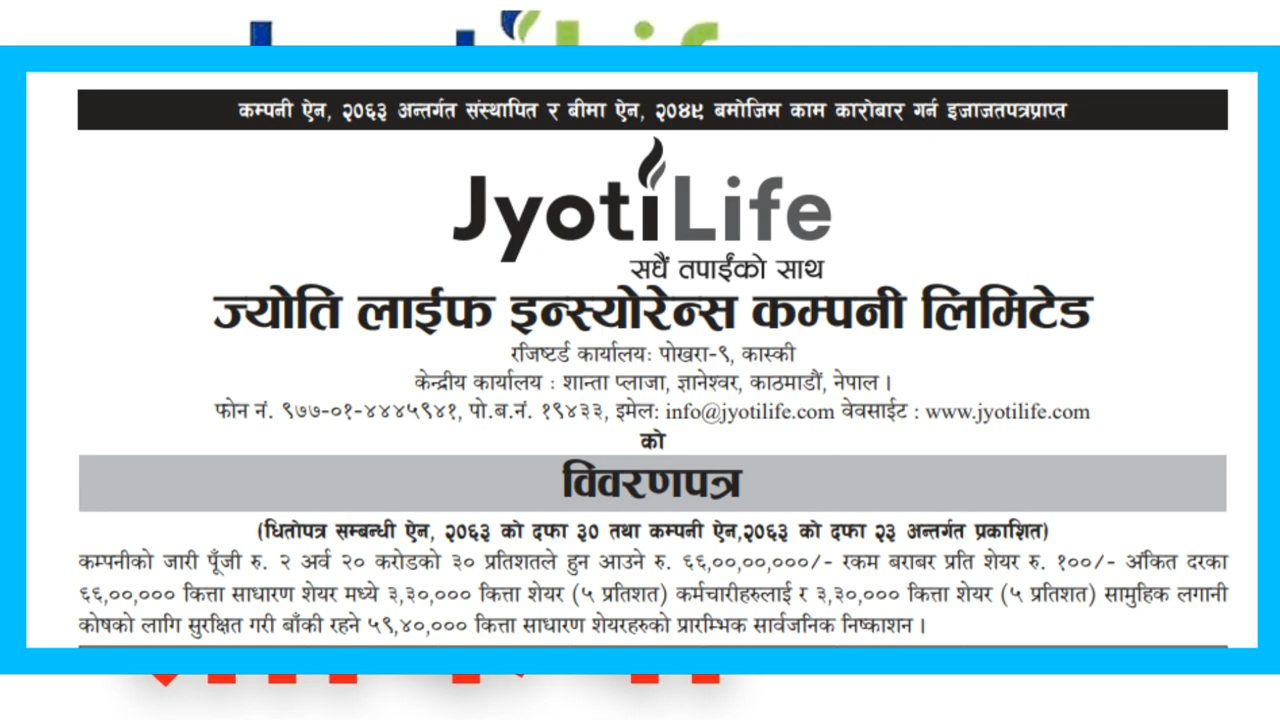 कम्पनी ऐन, २०६३ अन्तर्गत संस्थापित र बीमा ऐन, २०४९ बमोजिम काम कारोबार गर्न इजाजतपत्रप्राप्त
JyotiLife
सधैं तपाईंको साथ
ज्योति लाईफ इन्स्योरेन्स कम्पनी लिमिटेड
रजिष्टर्ड कार्यालयः पोखरा-९, कास्की
केन्द्रीय कार्यालय : शान्ता प्लाजा, ज्ञानेश्वर, काठमाडौं, नेपाल ।
फोन नं. ९७७-०१-४४४५९४१, पो.ब.नं. १९४३३, इमेल: info@jyotilife.com वेवसाईट : www.jyotilife.com
को
विवरणपत्र
(धितोपत्र सम्बन्धी ऐन, २०६३ को दफा ३० तथा कम्पनी ऐन,२०६३ को दफा २३ अन्तर्गत प्रकाशित)
कम्पनीको जारी पूँजी रु. २ अर्व २० करोडको ३० प्रतिशतले हुन आउने रु. ६६,००,००,०००/- रकम बराबर प्रति शेयर रु. १००/- अंकित दरका
६६,००,००० कित्ता साधारण शेयर मध्ये ३,३०,००० कित्ता शेयर (५ प्रतिशत) कर्मचारीहरुलाई र ३,३०,००० कित्ता शेयर (५ प्रतिशत) सामुहिक लगानी
कोषको लागि सुरक्षित गरी बाँकी रहने ५९,४०,००० कित्ता साधारण शेयरहरुको प्रारम्भिक सार्वजनिक निष्काशन ।